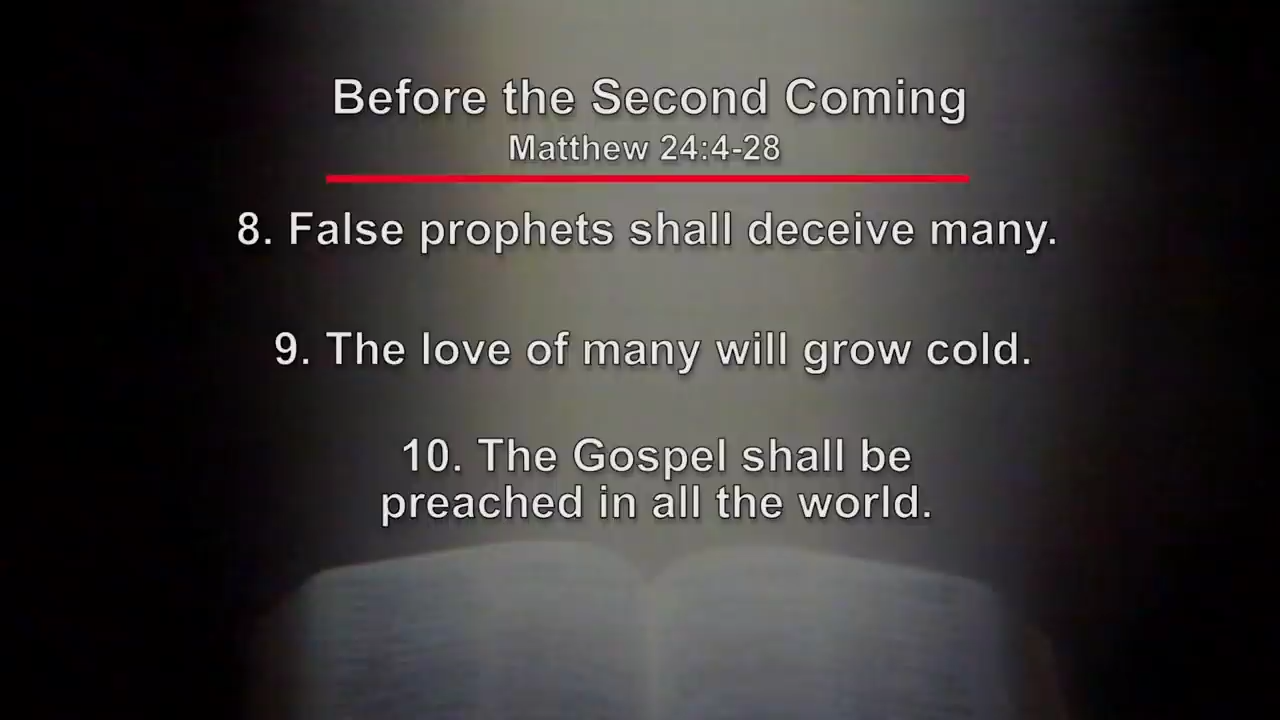 Before the Second Coming
Matthew 24:4-28
8. False prophets shall deceive many.
9. The love of many will grow cold.
10. The Gospel shall be
preached in all the world.